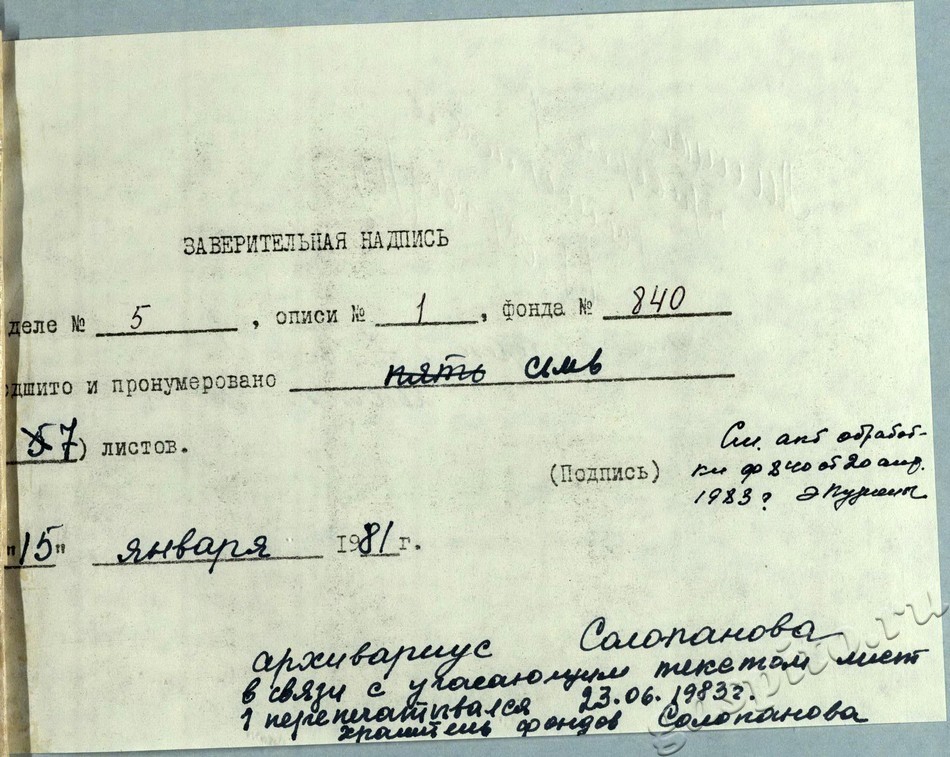 ЗАВЕРИТЕЛЬНАЯ НАДПИСЬ
деле № 5 , описи № 1 , фонда № 840
дшито и пронумеровано пять семь
57) листов.
(Подпись)
См. акт обработ-
ки ф 840 от 20 апр.
1983 г
"15" января 1981 г.
архивариус Солопанова
в связи с угасающим текстом лист
1 перепечатывался 23.06.1983г.
хранитель фондов Солопанова